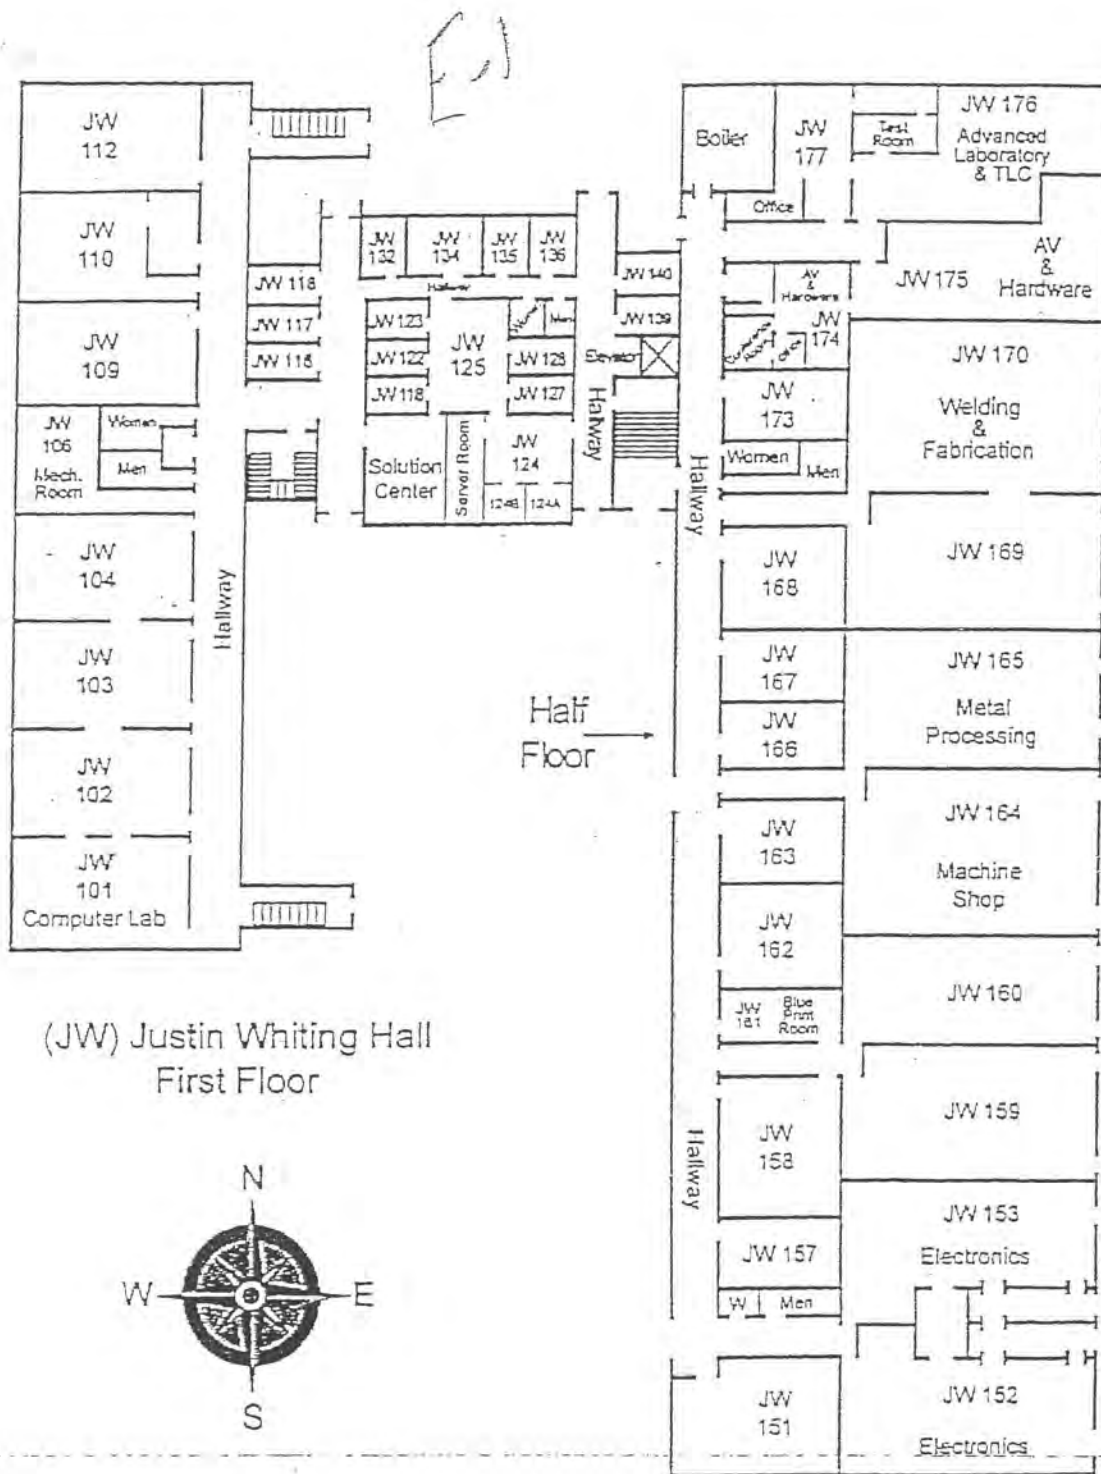 JW
112
JW
110
JW
109
JW
106
Mech.
Room
Women
Men
JW
104
JW
103
JW
102
JW
101
Computer Lab
Hallway
JW 117
JW 122
JW 123
JW 118
JW
132
JW
134
JW
135
JW
136
Hallway
JW
125
Men
JW 127
JW
124
124B
124A
Solution
Center
Server Room
Hallway
JW 140
JW 139
Elevator
Boiler
JW
177
Office
Test
Room
JW 176
Advanced
Laboratory
& TLC
JW 175
AV
&
Hardware
AV
&
Hardware
JW
174
Conference
Room
Office
JW
173
Women
Men
JW 170
Welding
&
Fabrication
Hallway
JW
168
JW 169
JW
167
JW 165
Metal
Processing
JW
166
Half
Floor
JW
163
JW 164
Machine
Shop
JW
162
JW 160
JW
161
Blue
Print
Room
JW 159
JW
158
Hallway
JW 153
Electronics
JW 157
W
Men
JW
151
JW 152
Electronics
(JW) Justin Whiting Hall
First Floor
N
W
E
S